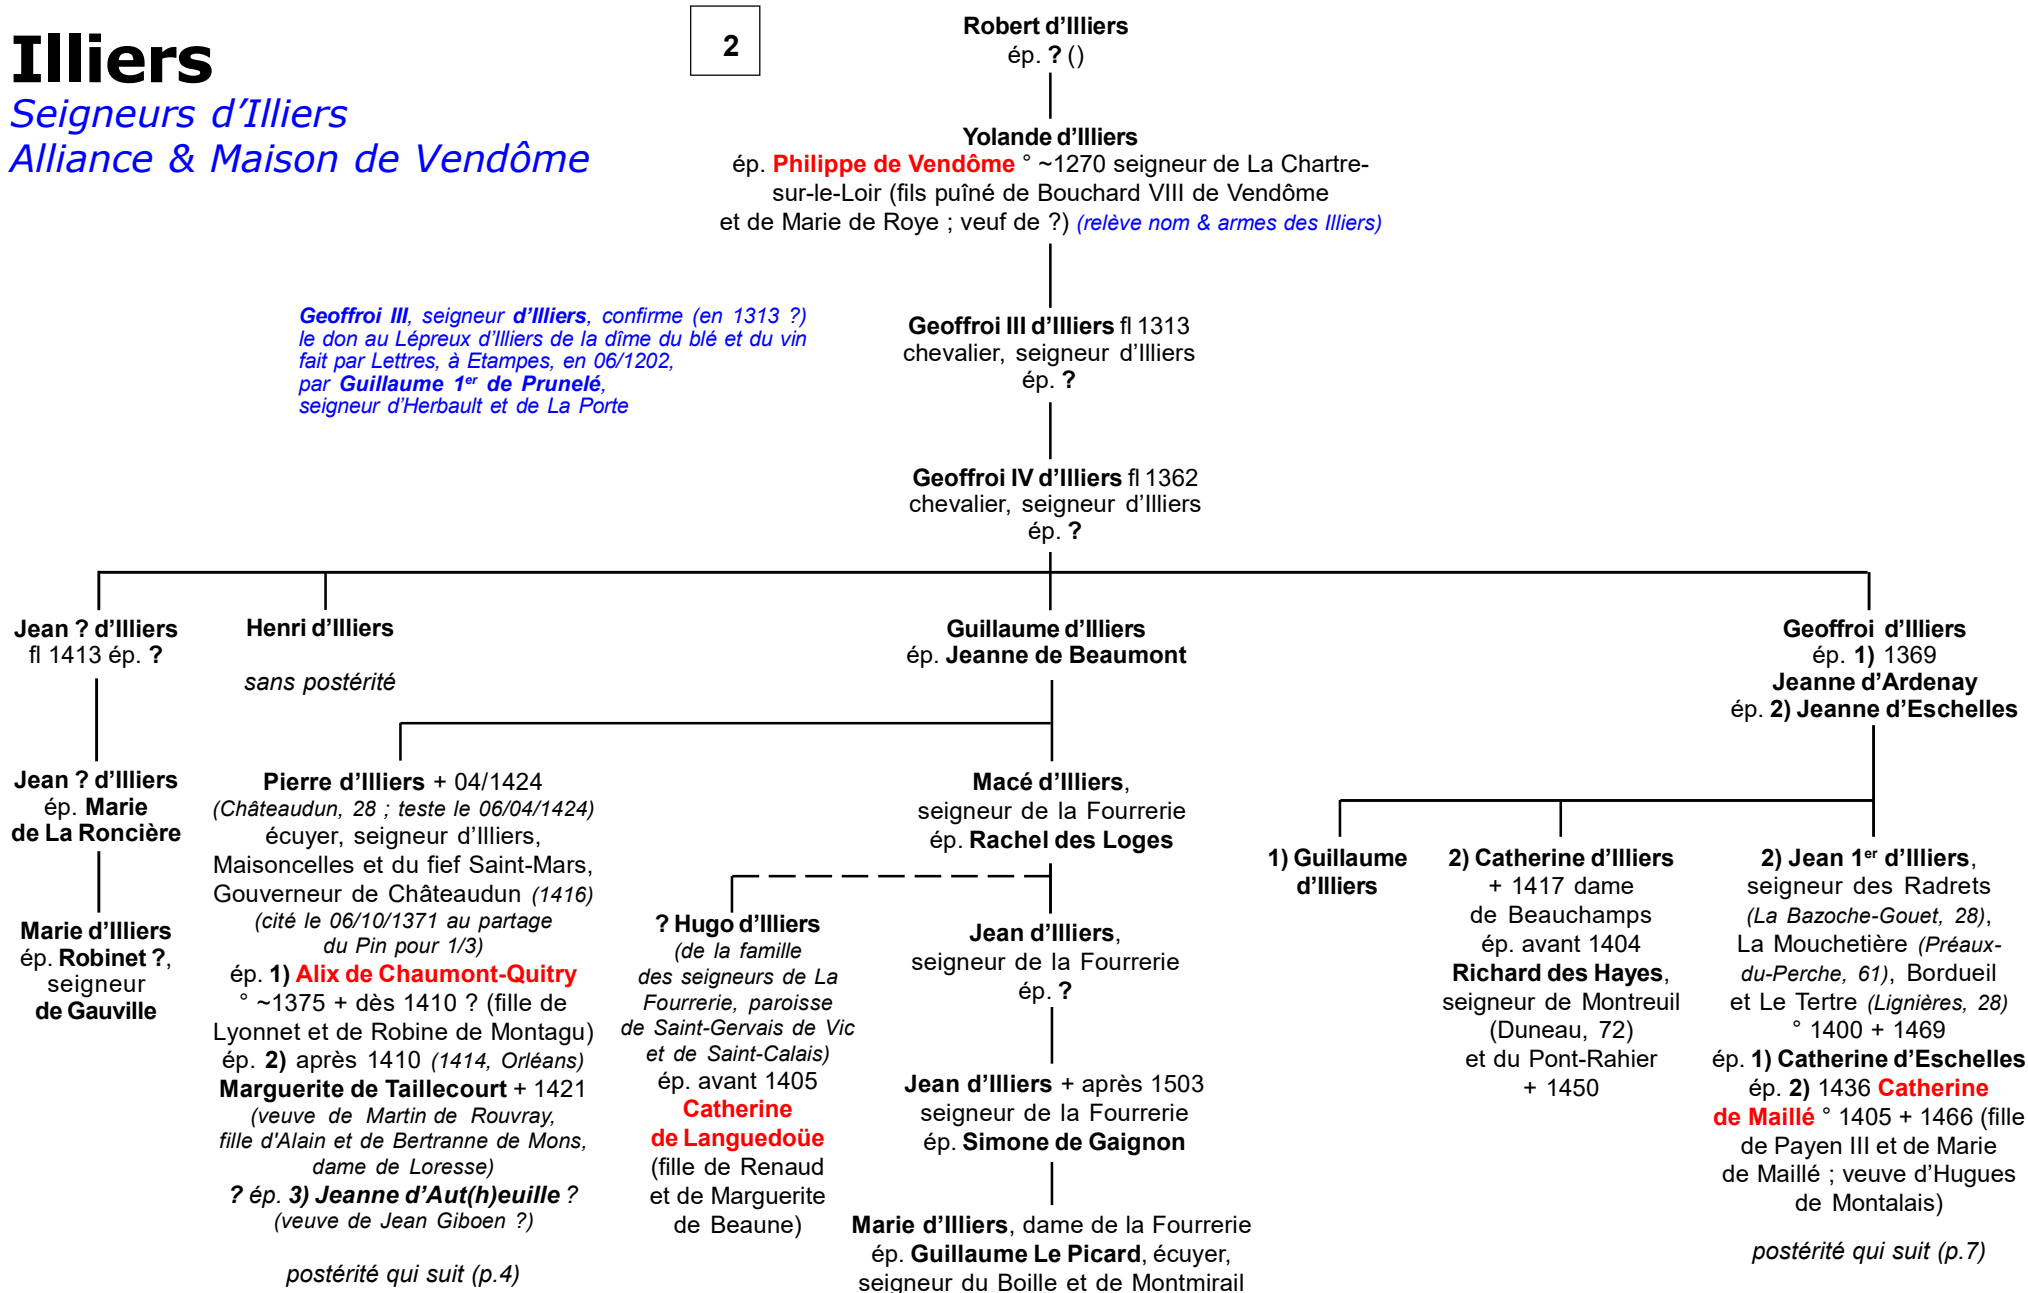 Illiers
Seigneurs d’Illiers
Alliance & Maison de Vendôme
2
Robert d’Illiers
ép. ? ()
Yolande d’Illiers
ép. Philippe de Vendôme ° ~1270 seigneur de La Chartre-
sur-le-Loir (fils puîné de Bouchard VIII de Vendôme
et de Marie de Roye ; veuf de ?) (relève nom & armes des Illiers)
Geoffroi III, seigneur d’Illiers, confirme (en 1313 ?)
le don au Lépreux d’Illiers de la dîme du blé et du vin
fait par Lettres, à Etampes, en 06/1202,
par Guillaume 1er de Prunelé,
seigneur d’Herbault et de La Porte
Geoffroi III d’Illiers fl 1313
chevalier, seigneur d’Illiers
ép. ?
Geoffroi IV d’Illiers fl 1362
chevalier, seigneur d’Illiers
ép. ?
Jean ? d’Illiers
fl 1413 ép. ?
Henri d’Illiers
sans postérité
Guillaume d’Illiers
ép. Jeanne de Beaumont
Geoffroi d’Illiers
ép. 1) 1369
Jeanne d’Ardenay
ép. 2) Jeanne d’Eschelles
Jean ? d’Illiers
ép. Marie
de La Roncière
Marie d’Illiers
ép. Robinet ?,
seigneur
de Gauville
Pierre d’Illiers + 04/1424
(Châteaudun, 28 ; teste le 06/04/1424)
écuyer, seigneur d’Illiers,
Maisoncelles et du fief Saint-Mars,
Gouverneur de Châteaudun (1416)
(cité le 06/10/1371 au partage
du Pin pour 1/3)
ép. 1) Alix de Chaumont-Quitry
° ~1375 + dès 1410 ? (fille de
Lyonnet et de Robine de Montagu)
ép. 2) après 1410 (1414, Orléans)
Marguerite de Taillecourt + 1421
(veuve de Martin de Rouvray,
fille d'Alain et de Bertranne de Mons,
dame de Loresse)
? ép. 3) Jeanne d’Aut(h)euille ?
(veuve de Jean Giboen ?)
postérité qui suit (p.4)
Macé d’Illiers,
seigneur de la Fourrerie
ép. Rachel des Loges
? Hugo d’Illiers
(de la famille
des seigneurs de La
Fourrerie, paroisse
de Saint-Gervais de Vic
et de Saint-Calais)
ép. avant 1405
Catherine
de Languedoüe
(fille de Renaud
et de Marguerite
de Beaune)
Jean d’Illiers,
seigneur de la Fourrerie
ép. ?
Jean d’Illiers + après 1503
seigneur de la Fourrerie
ép. Simone de Gaignon
Marie d’Illiers, dame de la Fourrerie
ép. Guillaume Le Picard, écuyer,
seigneur du Boille et de Montmirail
1) Guillaume
d’Illiers
2) Catherine d’Illiers
+ 1417 dame
de Beauchamps
ép. avant 1404
Richard des Hayes,
seigneur de Montreuil
(Duneau, 72)
et du Pont-Rahier
+ 1450
2) Jean 1er d’Illiers,
seigneur des Radrets
(La Bazoche-Gouet, 28),
La Mouchetière (Préaux-
du-Perche, 61), Bordueil
et Le Tertre (Lignières, 28)
° 1400 + 1469
ép. 1) Catherine d’Eschelles
ép. 2) 1436 Catherine
de Maillé ° 1405 + 1466 (fille
de Payen III et de Marie
de Maillé ; veuve d’Hugues
de Montalais)
postérité qui suit (p.7)